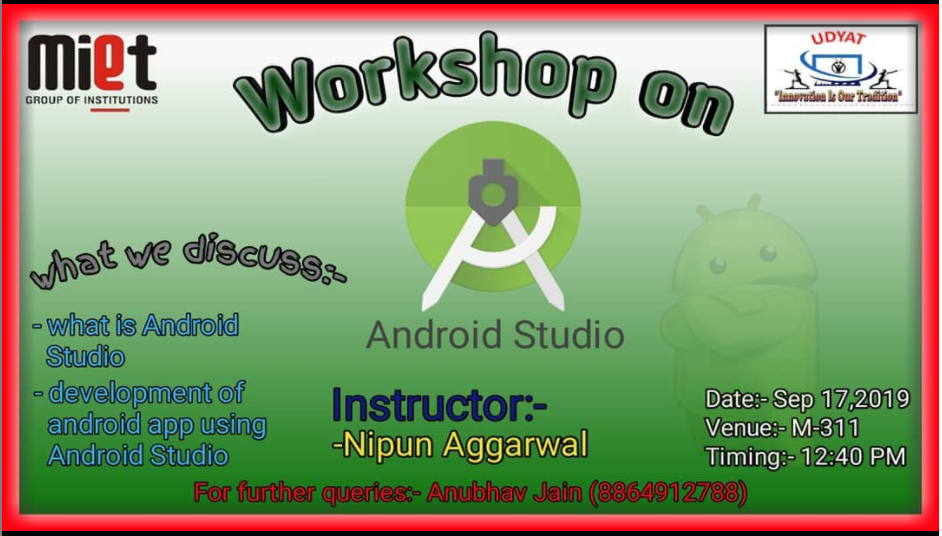 miet
GROUP OF INSTITUTIONS
Workshop on
UDYAT
"Innovation Is Our Tradition"
Android Studio
what we discuss:-
- what is Android
Studio
- development of
android app using
Android Studio
Instructor:-
-Nipun Aggarwal
Date:- Sep 17,2019
Venue:- M-311
Timing:- 12:40 PM
For further queries:- Anubhav Jain (8864912788)